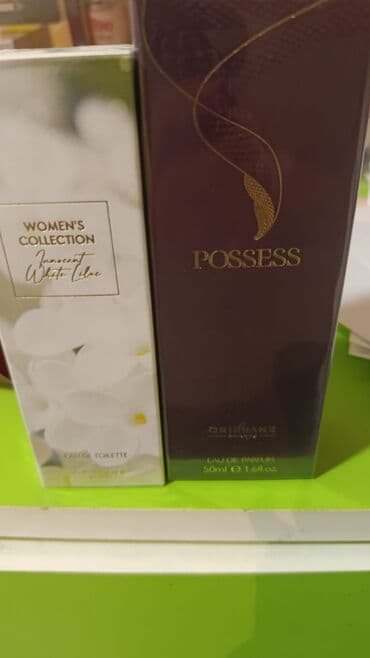 WOMEN'S
COLLECTION
Innocent
White Lilac
EAU DE TOILETTE
POSSESS
ORIFLAME
EAU DE PARFUM
50ml ℮ 1.6fl.oz.